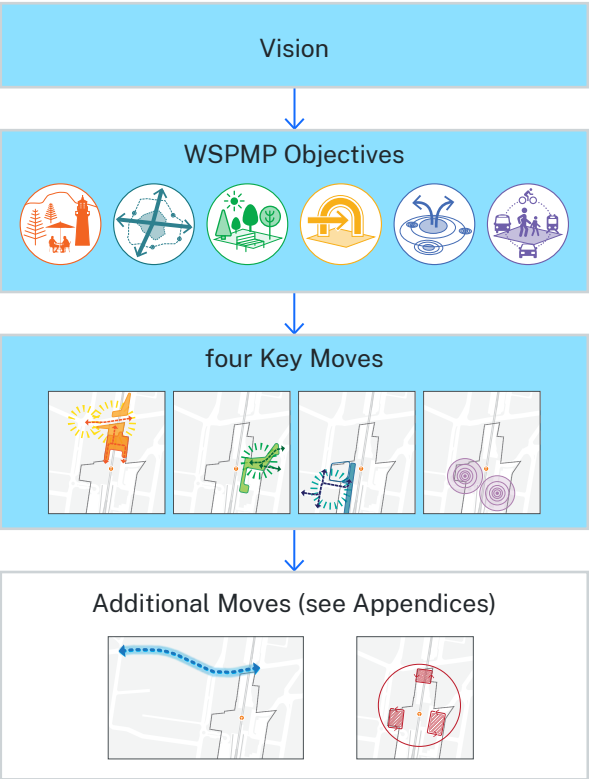 Vision
WSPMP Objectives
four Key Moves
Additional Moves (see Appendices)